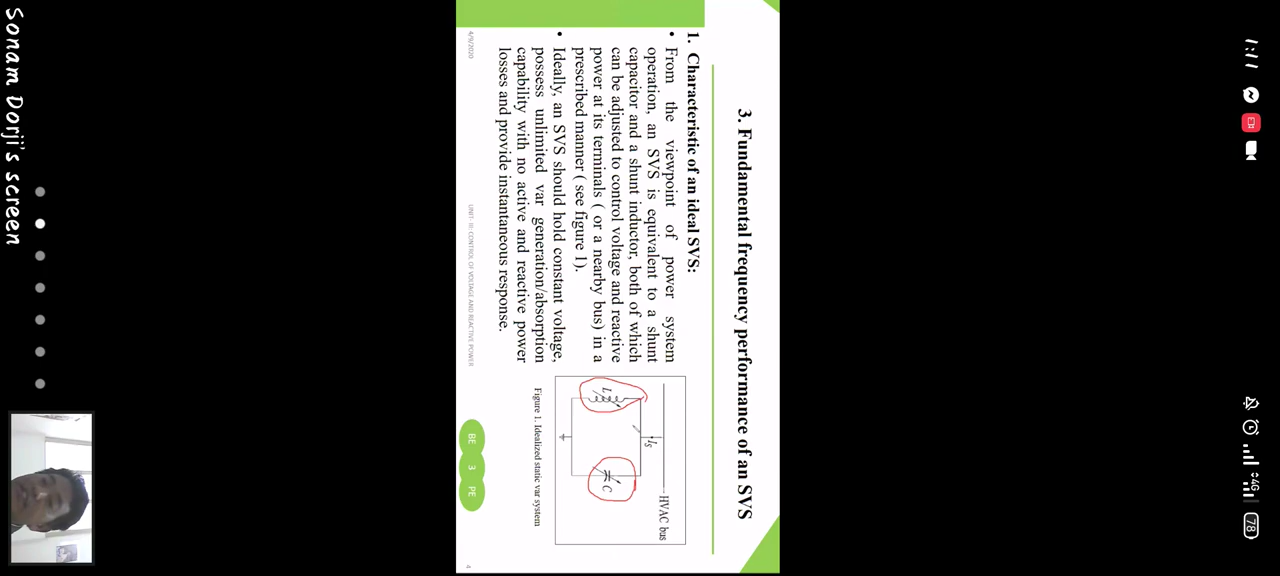 1:11
4G
78
3. Fundamental frequency performance of an SVS
1. Characteristic of an ideal SVS:
• From the viewpoint of power system
operation, an SVS is equivalent to a shunt
capacitor and a shunt inductor, both of which
can be adjusted to control voltage and reactive
power at its terminals ( or a nearby bus) in a
prescribed manner ( see figure 1).
• Ideally, an SVS should hold constant voltage,
possess unlimited var generation/absorption
capability with no active and reactive power
losses and provide instantaneous response.
HVAC bus
Is
L
C
Figure 1. Idealized static var system
4/9/2020
UNIT: III: CONTROL OF VOLTAGE AND REACTIVE POWER
BE 3 PE
4
Sonam Dorji's screen